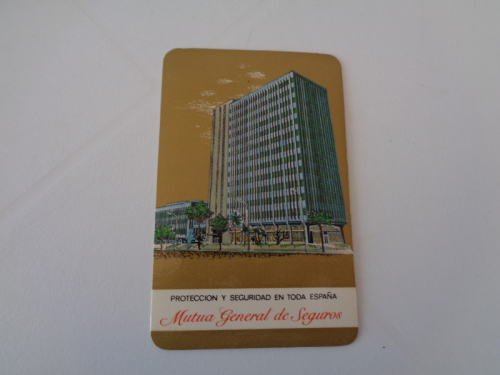 PROTECCION Y SEGURIDAD EN TODA ESPAÑA
Mutua General de Seguros